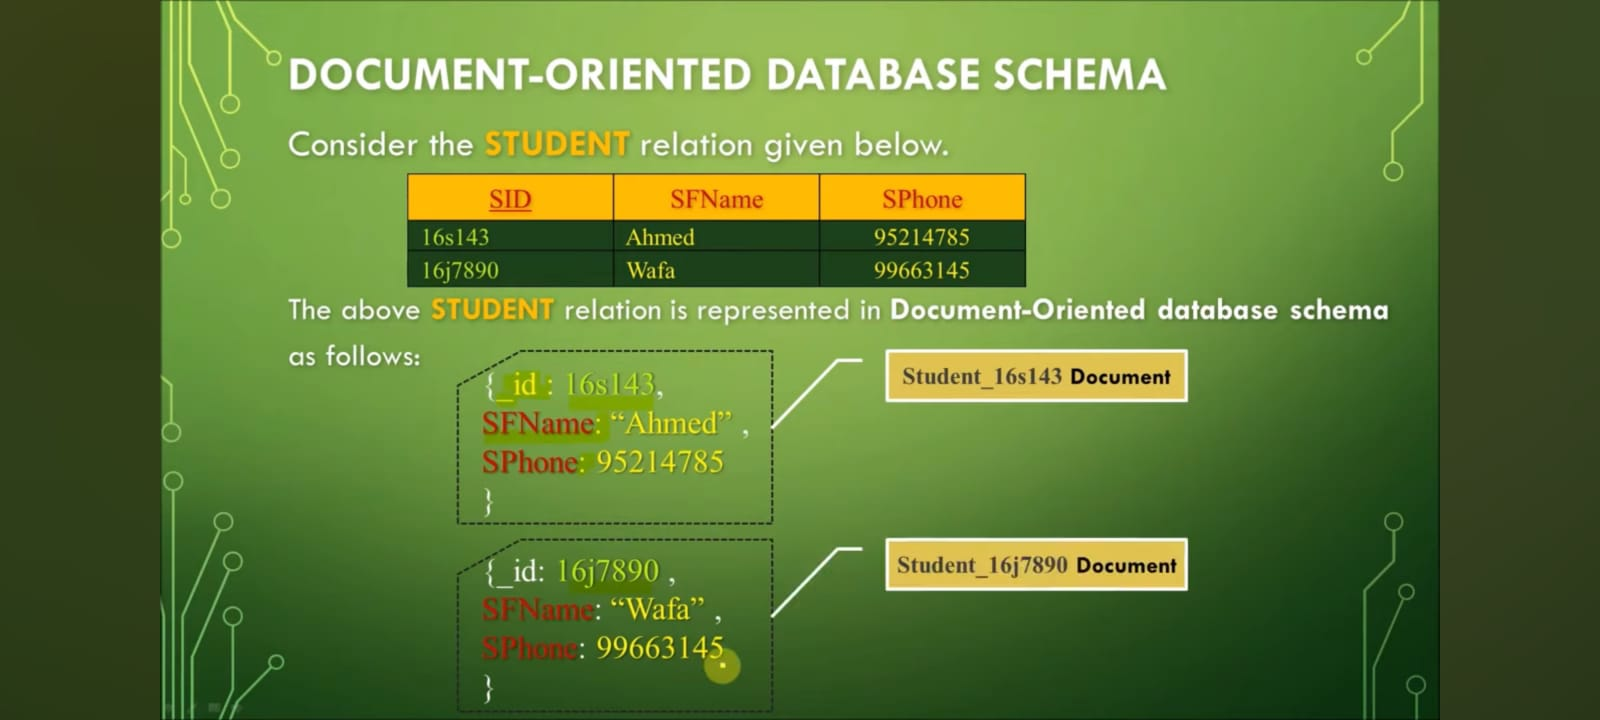 DOCUMENT-ORIENTED DATABASE SCHEMA
Consider the STUDENT relation given below.
SID SFName SPhone
16s143 Ahmed 95214785
16j7890 Wafa 99663145
The above STUDENT relation is represented in Document-Oriented database schema
as follows:
{_id : 16s143,
SFName: “Ahmed” ,
SPhone: 95214785
}
Student_16s143 Document
{_id: 16j7890 ,
SFName: “Wafa” ,
SPhone: 99663145
}
Student_16j7890 Document